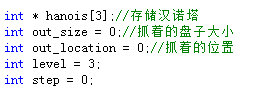 int * hanois[3];//存储汉诺塔
int out_size = 0;//抓着的盘子大小
int out_location = 0;//抓着的位置
int level = 3;
int step = 0;